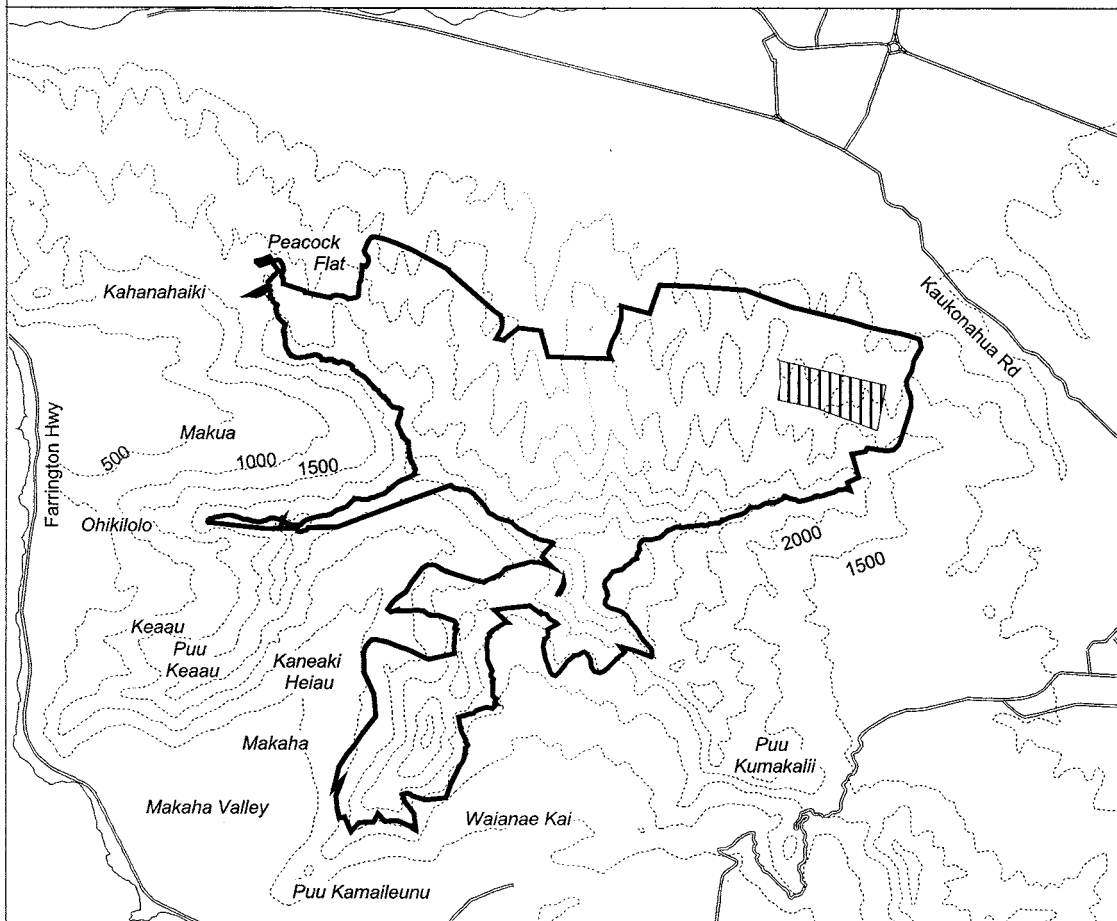 Peacock
Flat
Kahanahaiki
Kaukonahua Rd
Farrington Hwy
Makua
500
1000
1500
Ohikilolo
2000
1500
Keaau
Puu
Keaau
Kaneaki
Heiau
Makaha
Puu
Kumakalii
Makaha Valley
Waianae Kai
Puu Kamaileunu